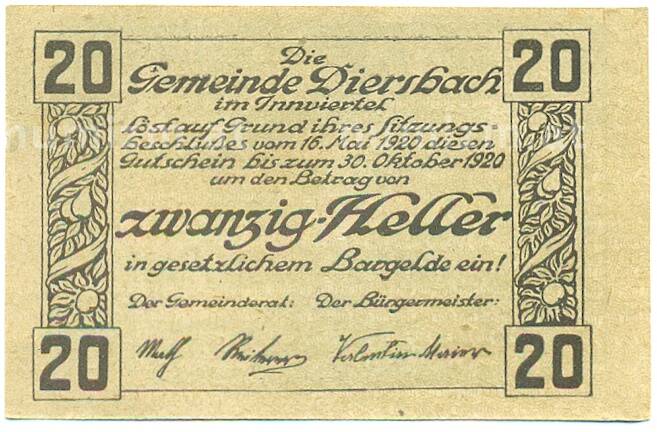 20 20
Die
Gemeinde Diersbach
im Innviertel
löst auf Grund ihres Sitzungs
beschlußes vom 16. Mai 1920 diesen
Gutschein bis zum 30. Oktober 1920
um den Betrag von
zwanzig-Heller
in gesetzlichem Bargelde ein!
Der Gemeinderat: Der Bürgermeister:
Valentin Maier
20 20